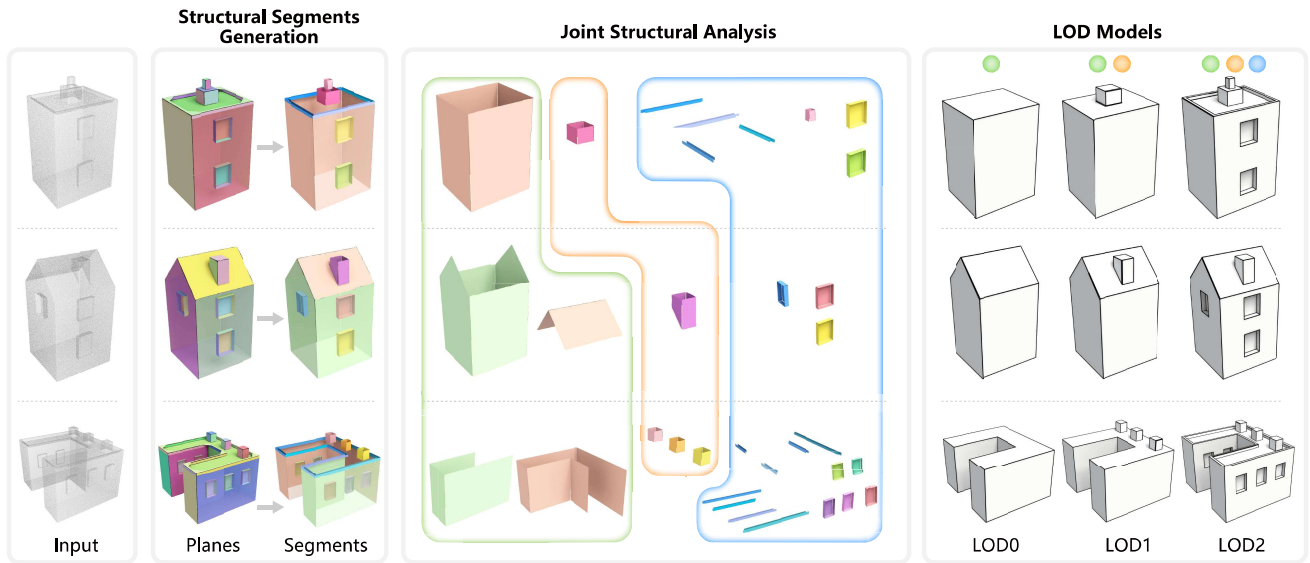 Structural Segments
Generation
Joint Structural Analysis
LOD Models
Input
Planes
Segments
LOD0
LOD1
LOD2